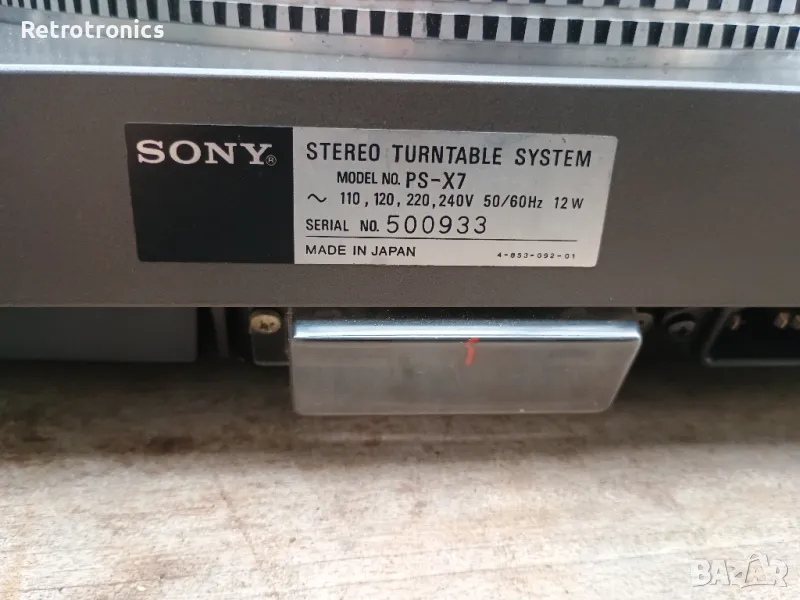 Retrotronics
SONY®
STEREO TURNTABLE SYSTEM
MODEL NO. PS-X7
~ 110, 120, 220, 240V 50/60Hz 12W
SERIAL NO. 500933
MADE IN JAPAN 4-853-092-01
BAZAR